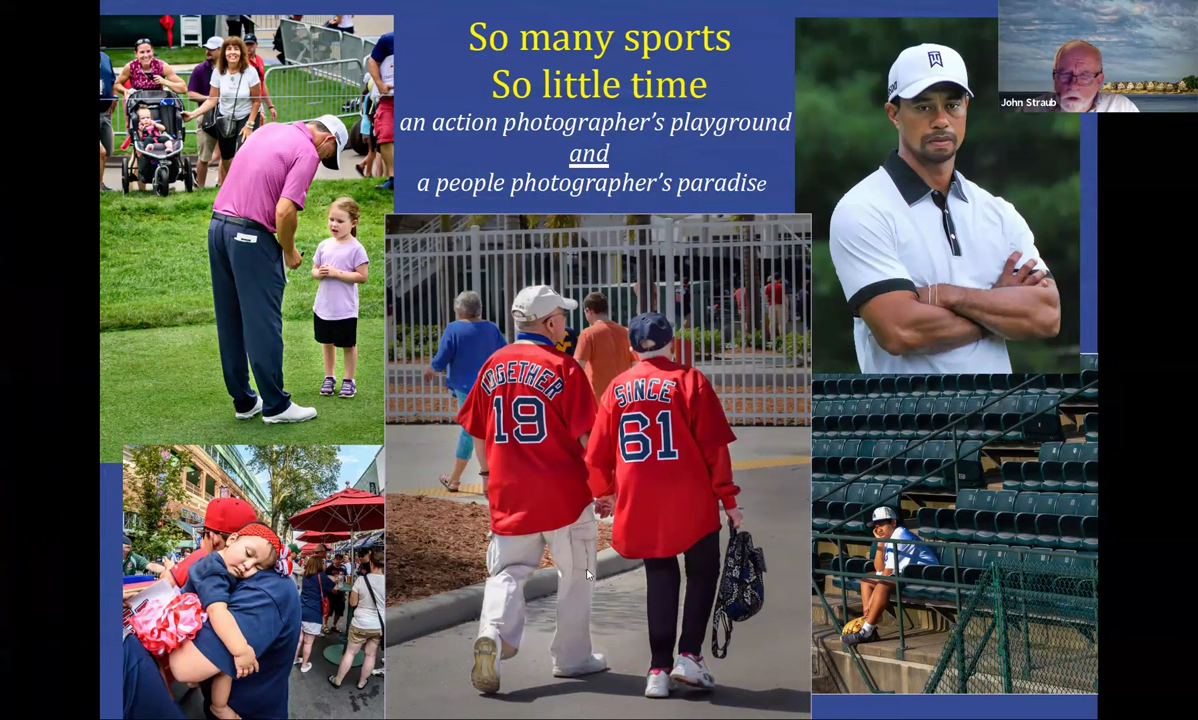 So many sports
So little time
an action photographer's playground
and
a people photographer's paradise
John Straub
TOGETHER
19
SINCE
61